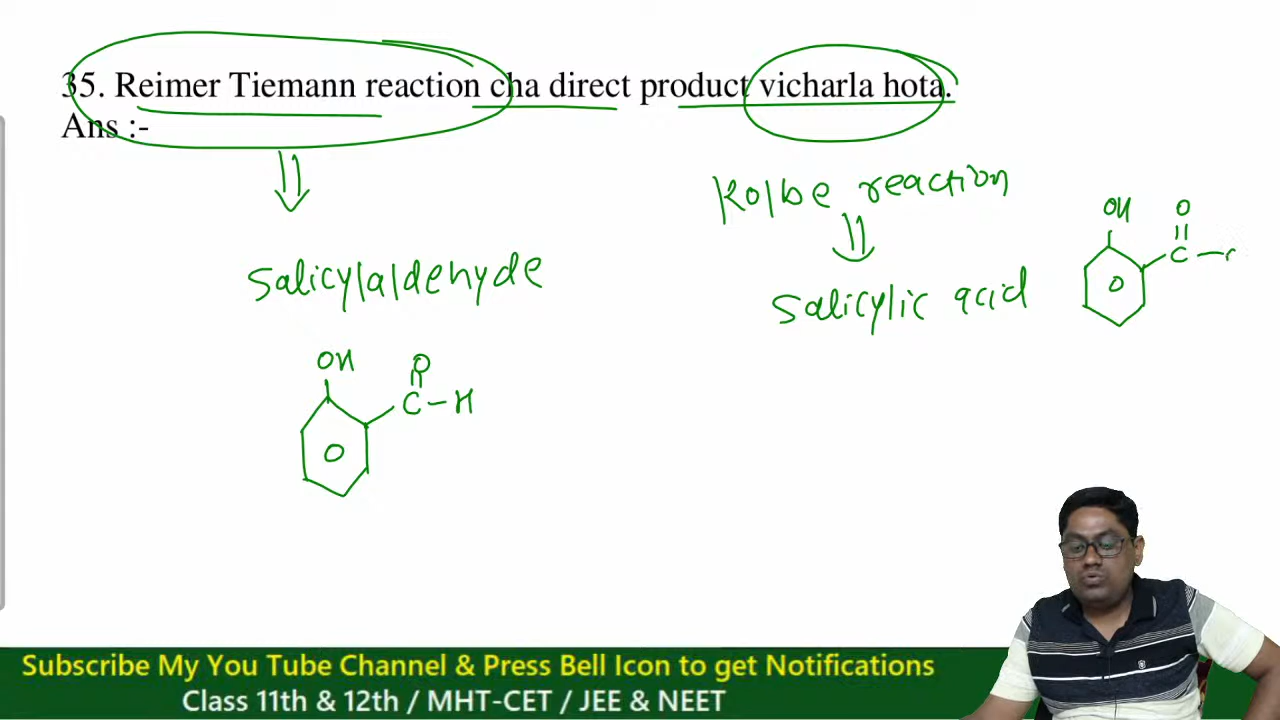 35. Reimer Tiemann reaction cha direct product vicharla hota.
Ans :-
Kolbe reaction
Salicylaldehyde
Salicylic acid
OH O
C
O
OH O
C-H
O
Subscribe My You Tube Channel & Press Bell Icon to get Notifications
Class 11th & 12th / MHT-CET / JEE & NEET